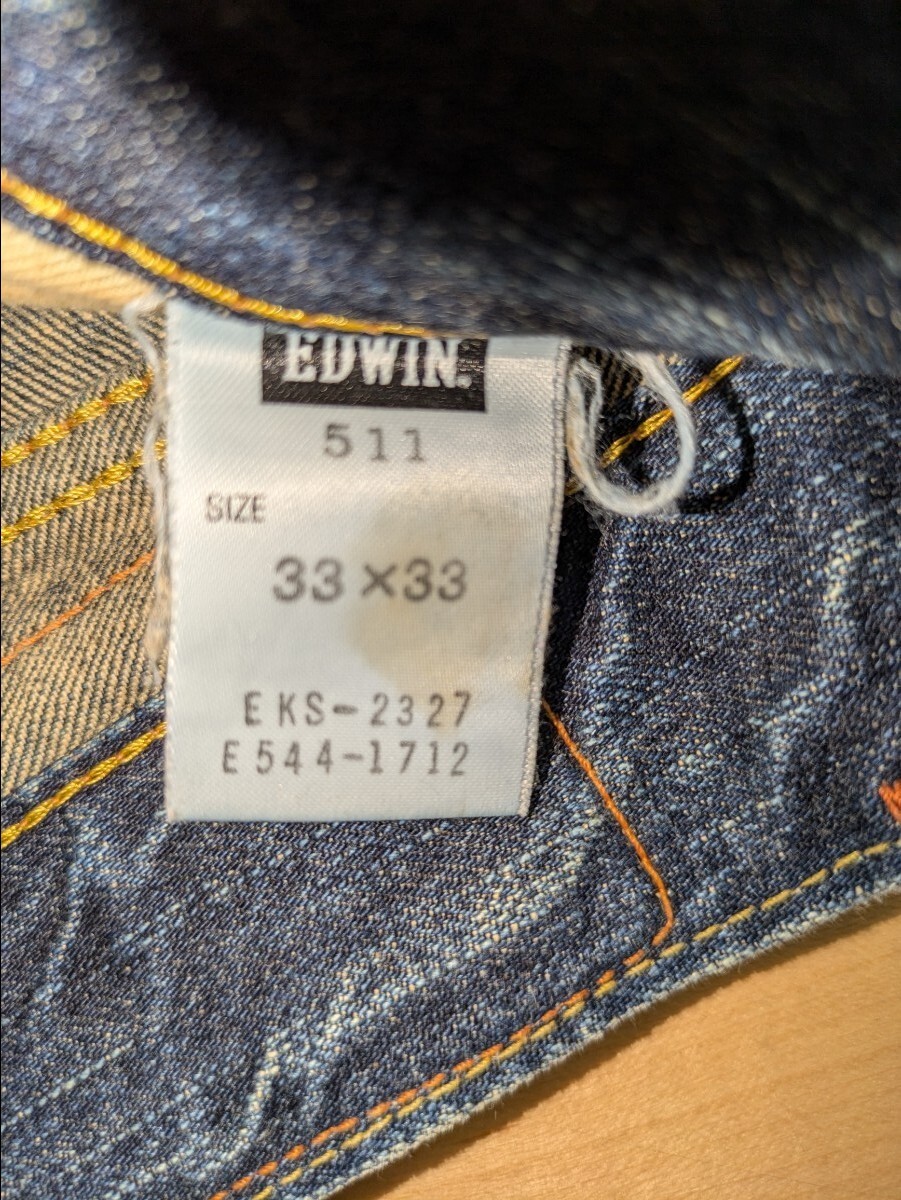 EDWIN.
511
SIZE
33×33
EKS-2327
E544-1712